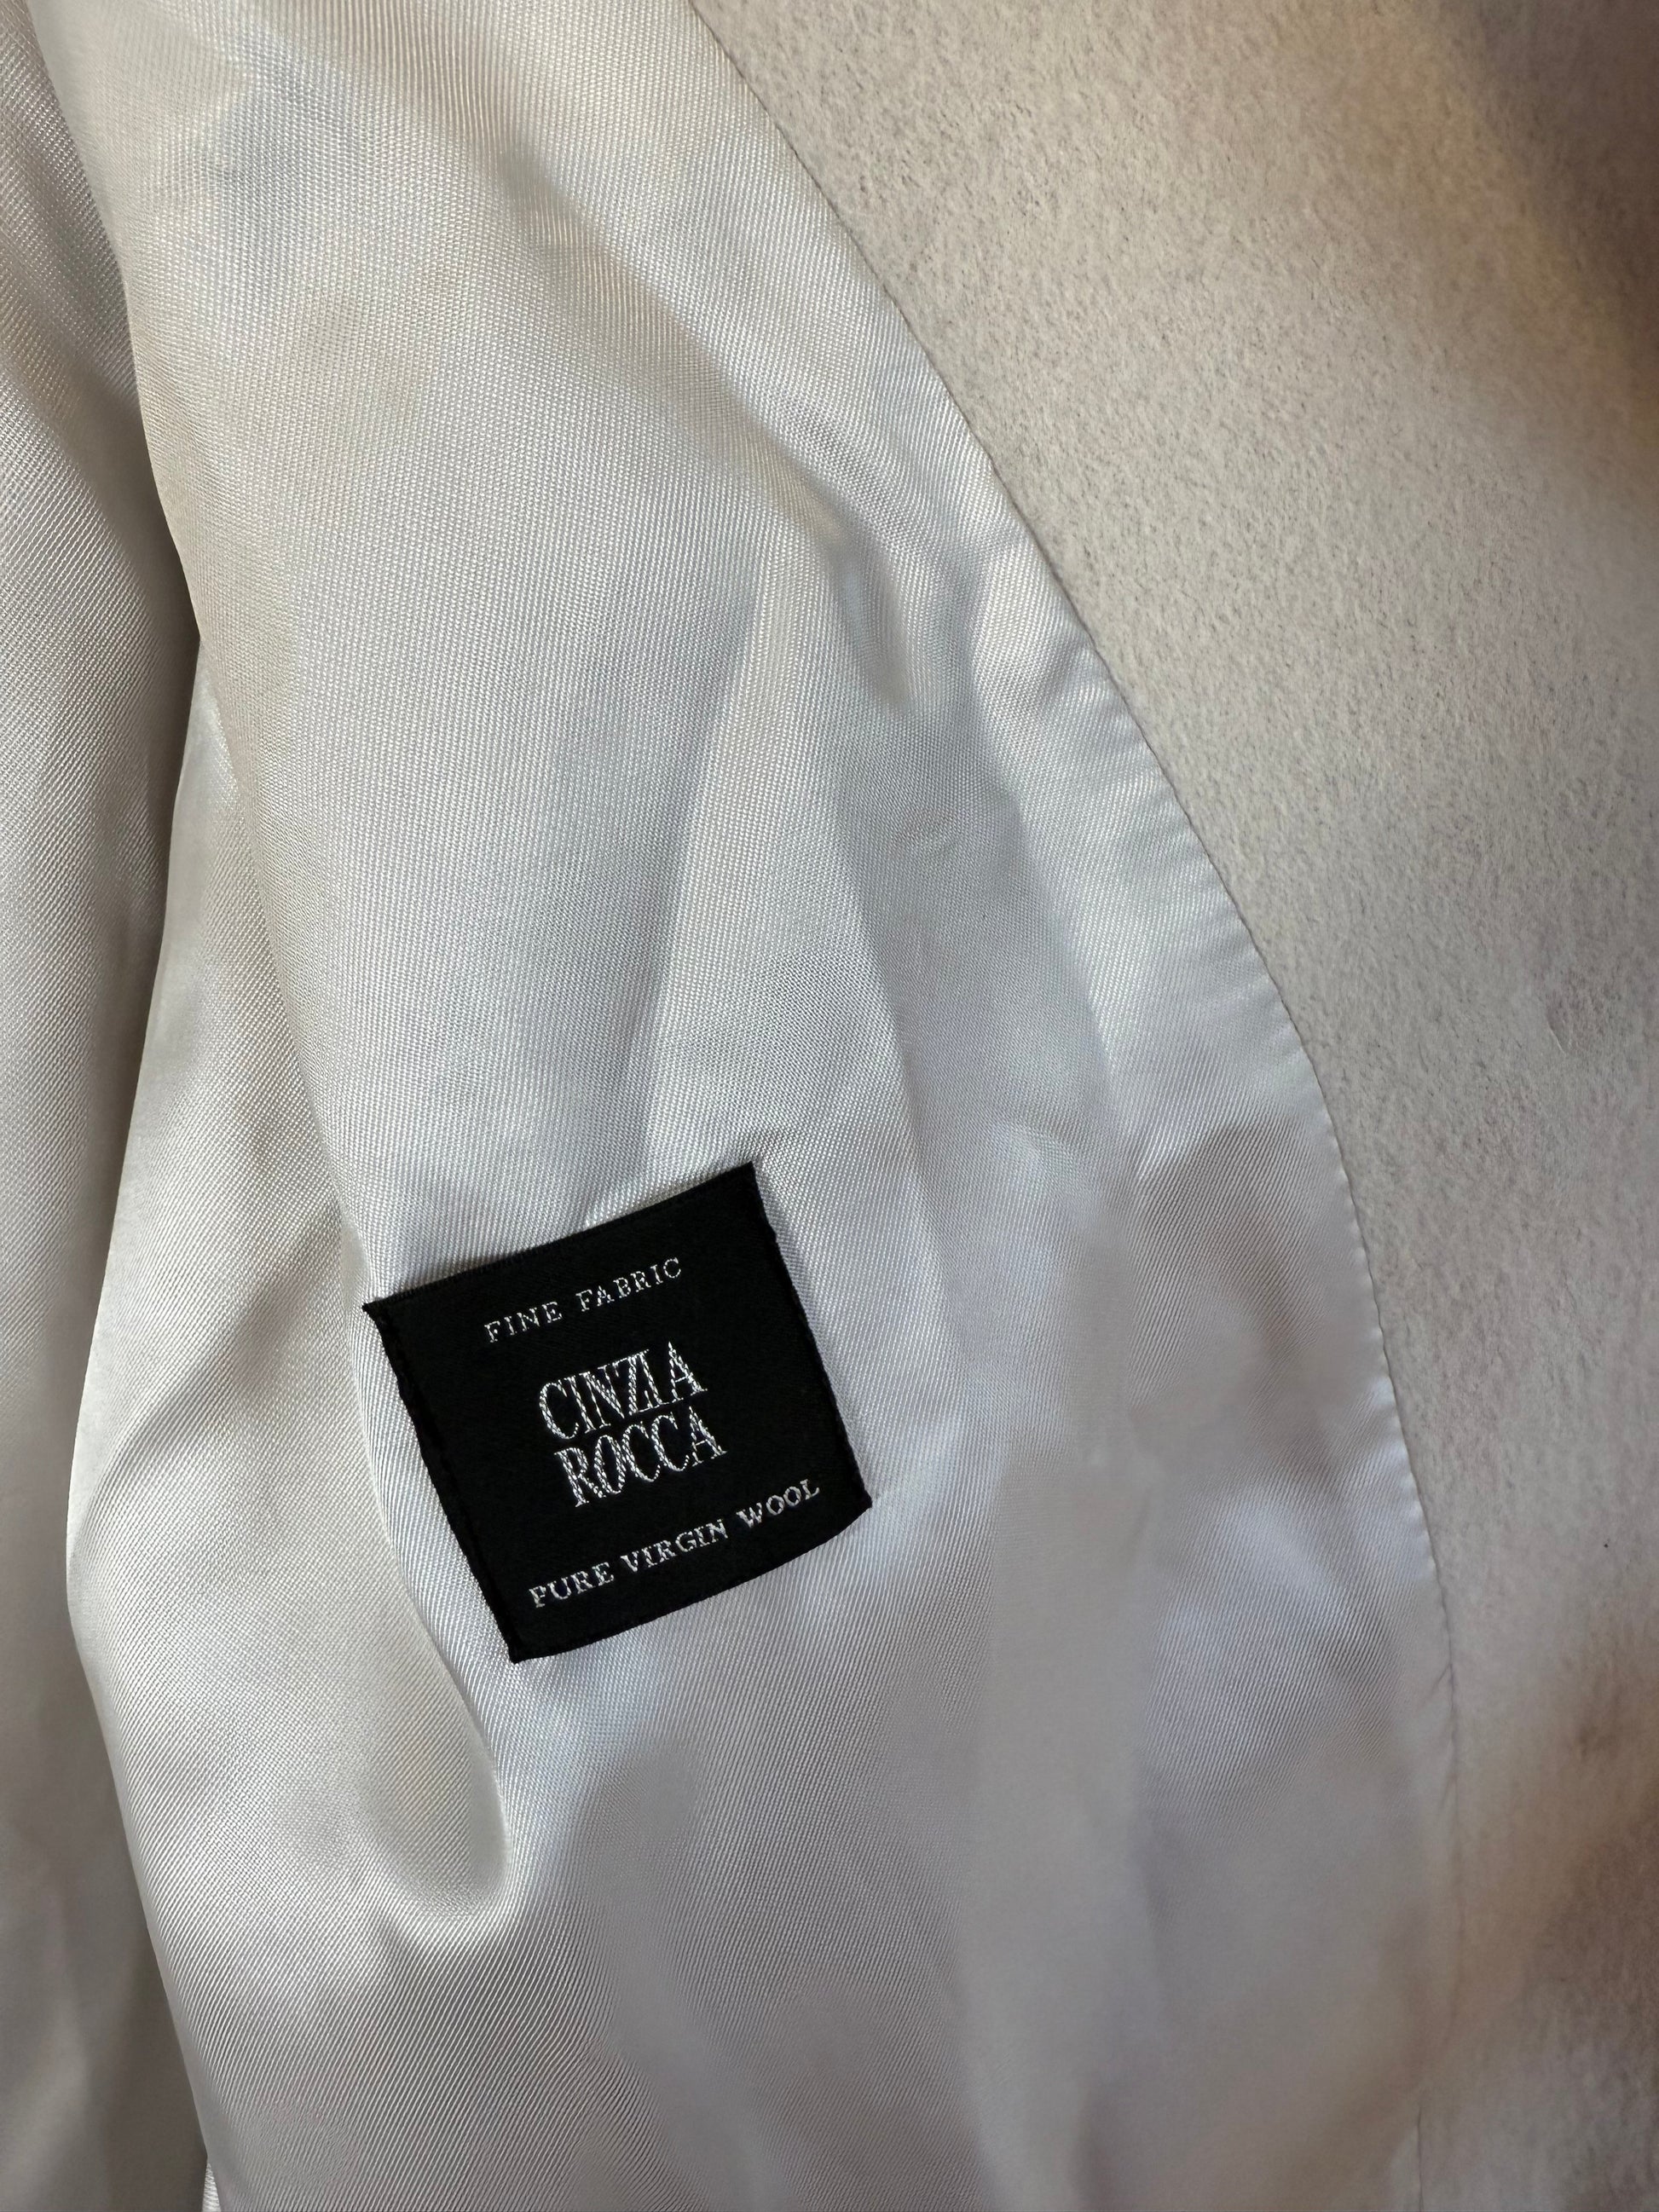 FINE FABRIC
CINZIA
ROCCA
PURE VIRGIN WOOL